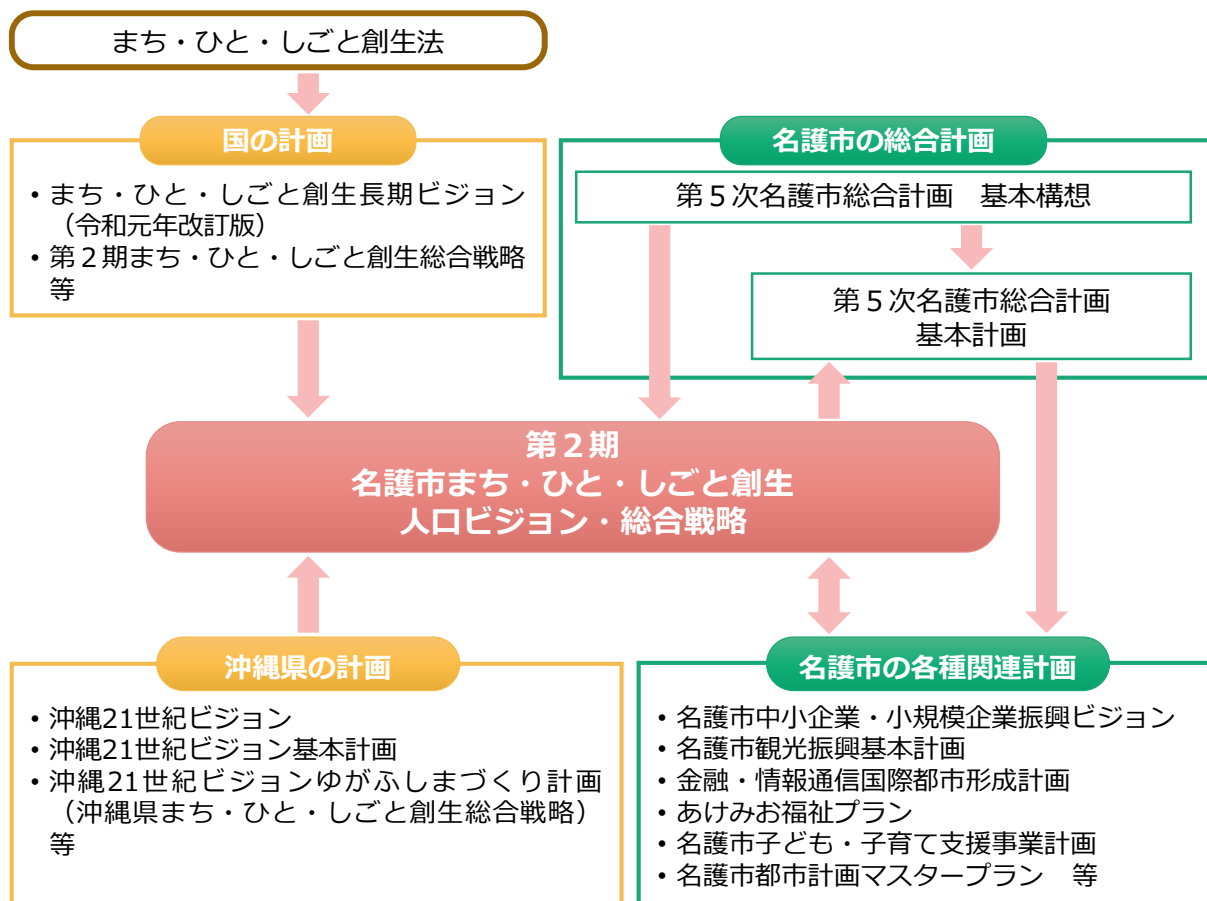 まち・ひと・しごと創生法
国の計画
・まち・ひと・しごと創生長期ビジョン
（令和元年改訂版）
・第２期まち・ひと・しごと創生総合戦略
等
名護市の総合計画
第５次名護市総合計画　基本構想
第５次名護市総合計画
基本計画
第２期
名護市まち・ひと・しごと創生
人口ビジョン・総合戦略
沖縄県の計画
・沖縄21世紀ビジョン
・沖縄21世紀ビジョン基本計画
・沖縄21世紀ビジョンゆがふしまづくり計画
（沖縄県まち・ひと・しごと創生総合戦略）
等
名護市の各種関連計画
・名護市中小企業・小規模企業振興ビジョン
・名護市観光振興基本計画
・金融・情報通信国際都市形成計画
・あけみお福祉プラン
・名護市子ども・子育て支援事業計画
・名護市都市計画マスタープラン　等